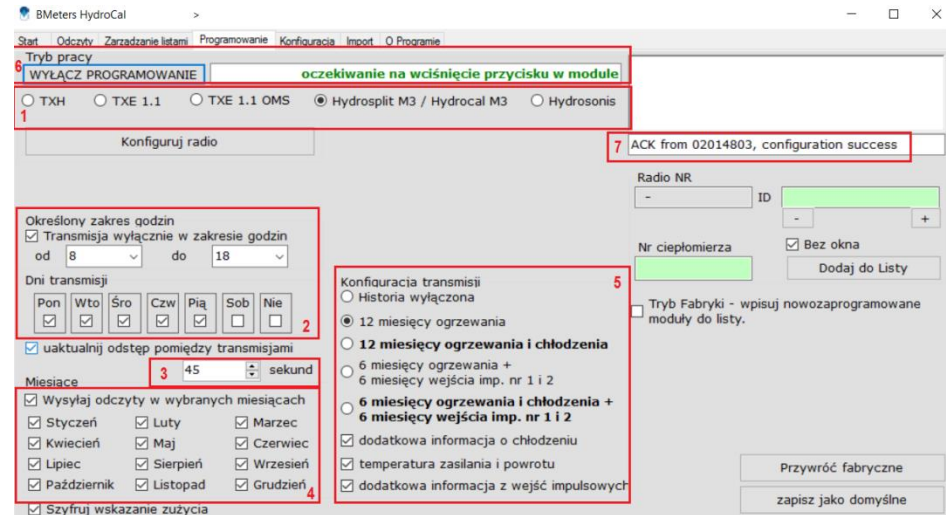 BMeters HydroCal >
Start Odczyty Zarzadzanie listami Programowanie Konfiguracja Import O Programie
Tryb pracy
6
WYŁĄCZ PROGRAMOWANIE oczekiwanie na wciśnięcie przycisku w module
TXH TXE 1.1 TXE 1.1 OMS Hydrosplit M3 / Hydrocal M3 Hydrosonis
1
Konfiguruj radio
7 ACK from 02014803, configuration success
Radio NR
- ID
- +
Nr ciepłomierza Bez okna
Dodaj do Listy
Tryb Fabryki - wpisuj nowozaprogramowane
moduły do listy.
Określony zakres godzin
Transmisja wyłącznie w zakresie godzin
od 8 do 18
Dni transmisji
Pon Wto Śro Czw Pią Sob Nie
2
uaktualnij odstęp pomiędzy transmisjami
3 45 sekund
Miesiące
Wysyłaj odczyty w wybranych miesiącach
Styczeń Luty Marzec
Kwiecień Maj Czerwiec
Lipiec Sierpień Wrzesień
Październik Listopad Grudzień
4
Szyfruj wskazanie zużycia
Konfiguracja transmisji 5
Historia wyłączona
12 miesięcy ogrzewania
12 miesięcy ogrzewania i chłodzenia
6 miesięcy ogrzewania +
6 miesięcy wejścia imp. nr 1 i 2
6 miesięcy ogrzewania i chłodzenia +
6 miesięcy wejścia imp. nr 1 i 2
dodatkowa informacja o chłodzeniu
temperatura zasilania i powrotu
dodatkowa informacja z wejść impulsowych
Przywróć fabryczne
zapisz jako domyślne